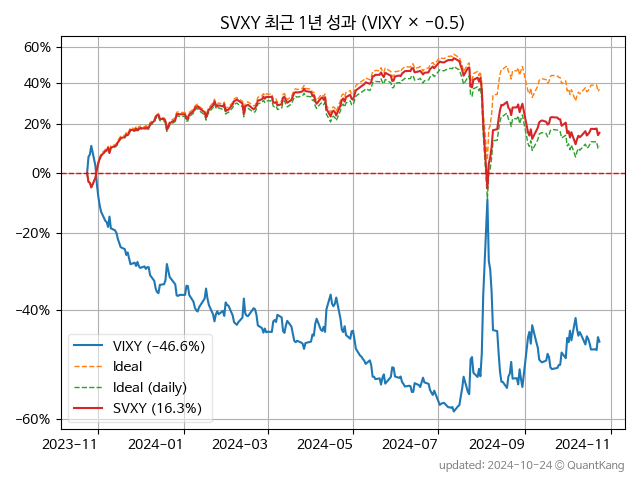 SVXY 최근 1년 성과 (VIXY × −0.5)
60%
40%
20%
0%
−20%
−40%
−60%
VIXY (−46.6%)
Ideal
Ideal (daily)
SVXY (16.3%)
2023-11 2024-01 2024-03 2024-05 2024-07 2024-09 2024-11
updated: 2024-10-24 © QuantKang